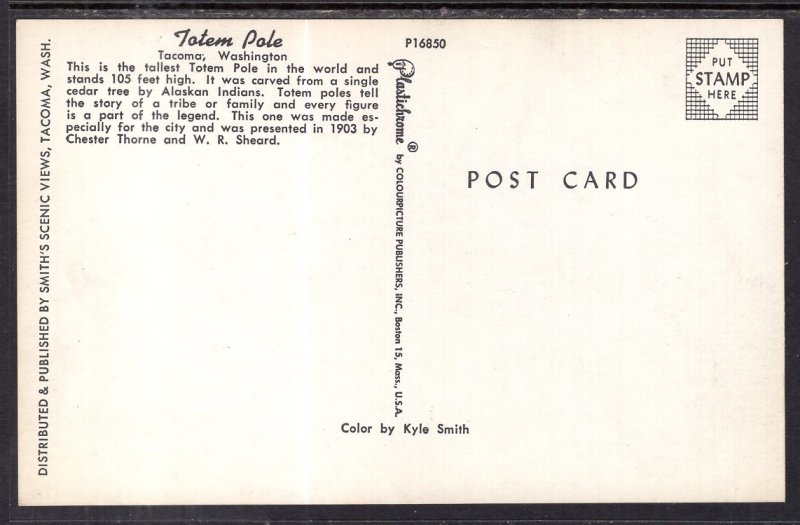 Totem Pole
Tacoma, Washington
This is the tallest Totem Pole in the world and
stands 105 feet high. It was carved from a single
cedar tree by Alaskan Indians. Totem poles tell
the story of a tribe or family and every figure
is a part of the legend. This one was made es-
pecially for the city and was presented in 1903 by
Chester Thorne and W. R. Sheard.
DISTRIBUTED & PUBLISHED BY SMITH'S SCENIC VIEWS, TACOMA, WASH.
P16850
Plastichrome ® by COLOURPICTURE PUBLISHERS, INC., Boston 15, Mass., U.S.A.
Color by Kyle Smith
POST CARD
PUT
STAMP
HERE